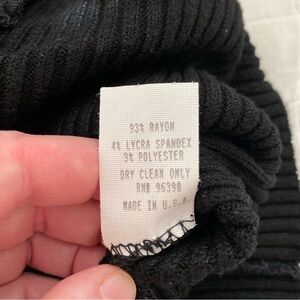 93% RAYON
4% LYCRA SPANDEX
3% POLYESTER
DRY CLEAN ONLY
RN# 96390
MADE IN U.S.A.